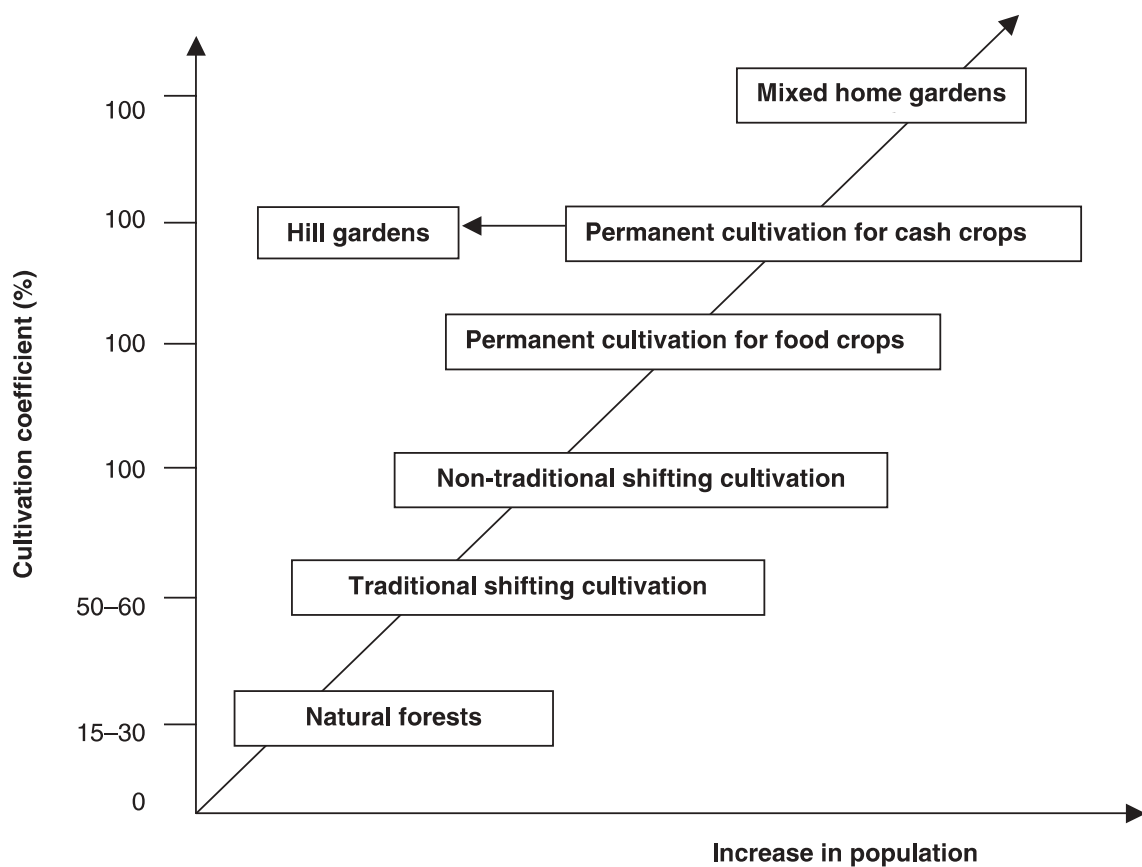 Mixed home gardens
100
100
Hill gardens
Permanent cultivation for cash crops
Permanent cultivation for food crops
100
Cultivation coefficient (%)
100
Non-traditional shifting cultivation
Traditional shifting cultivation
50–60
Natural forests
15–30
0
Increase in population